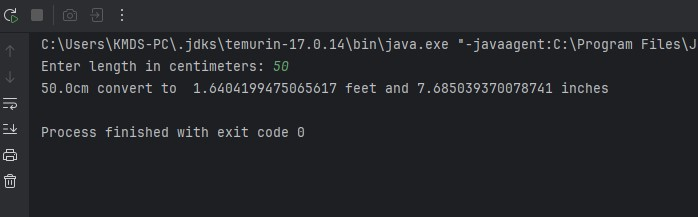 C:\Users\KMDS-PC\.jdks\temurin-17.0.14\bin\java.exe "-javaagent:C:\Program Files\J
Enter length in centimeters: 50
50.0cm convert to  1.6404199475065617 feet and 7.685039370078741 inches
Process finished with exit code 0